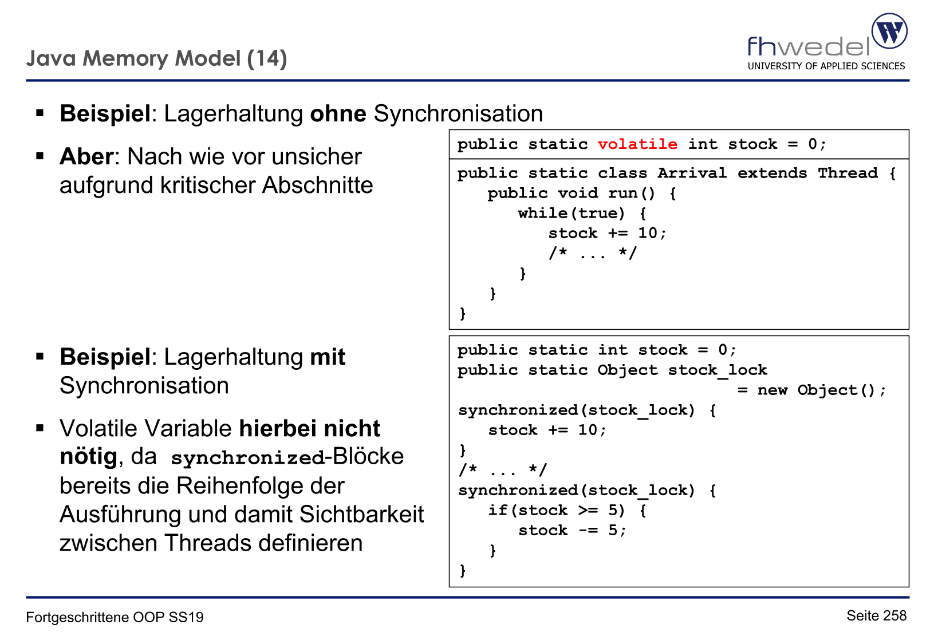 Java Memory Model (14)
fhwedel
UNIVERSITY OF APPLIED SCIENCES
W
▪ Beispiel: Lagerhaltung ohne Synchronisation
▪ Aber: Nach wie vor unsicher
aufgrund kritischer Abschnitte
public static volatile int stock = 0;
public static class Arrival extends Thread {
public void run() {
while(true) {
stock += 10;
/* ... */
}
}
}
▪ Beispiel: Lagerhaltung mit
Synchronisation
▪ Volatile Variable hierbei nicht
nötig, da synchronized-Blöcke
bereits die Reihenfolge der
Ausführung und damit Sichtbarkeit
zwischen Threads definieren
public static int stock = 0;
public static Object stock_lock
= new Object();
synchronized(stock_lock) {
stock += 10;
}
/* ... */
synchronized(stock_lock) {
if(stock >= 5) {
stock -= 5;
}
}
Fortgeschrittene OOP SS19
Seite 258